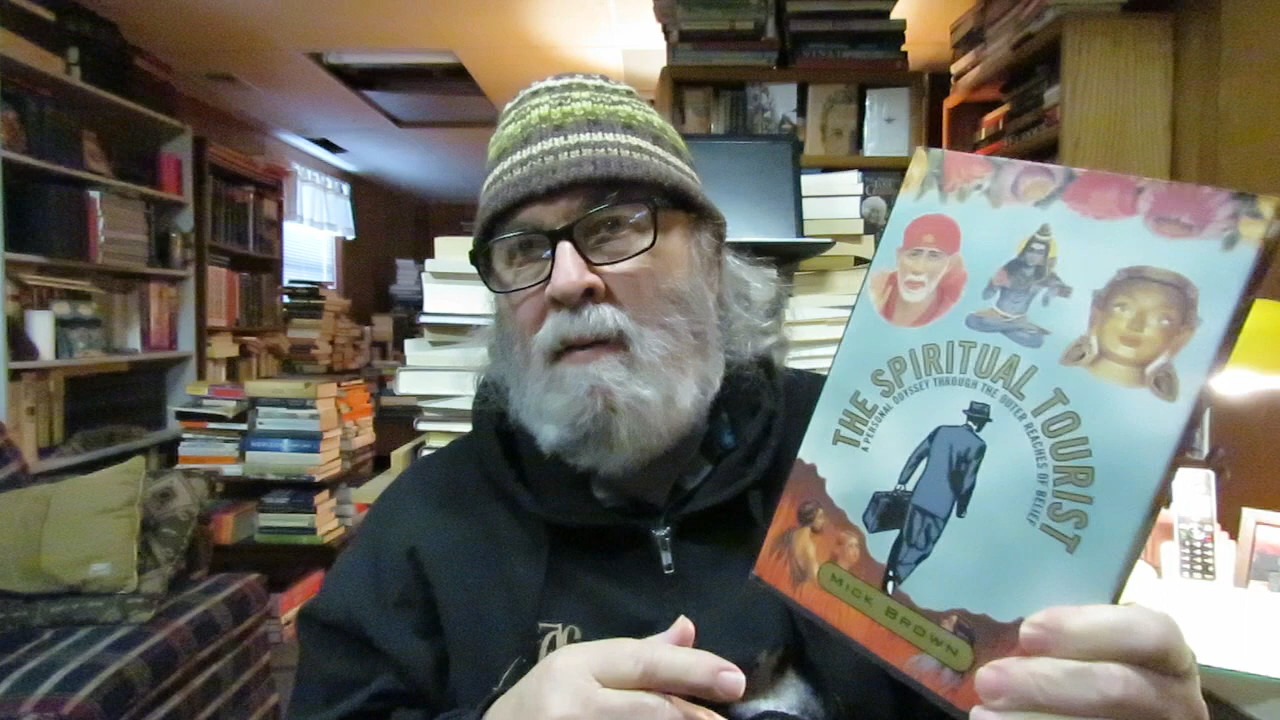 THE SPIRITUAL TOURIST
A PERSONAL ODYSSEY THROUGH THE OUTER REACHES OF BELIEF
MICK BROWN